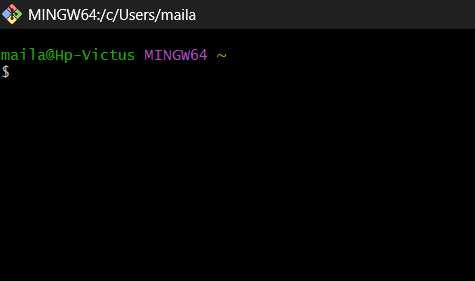 MINGW64:/c/Users/maila
maila@Hp-Victus MINGW64 ~
$